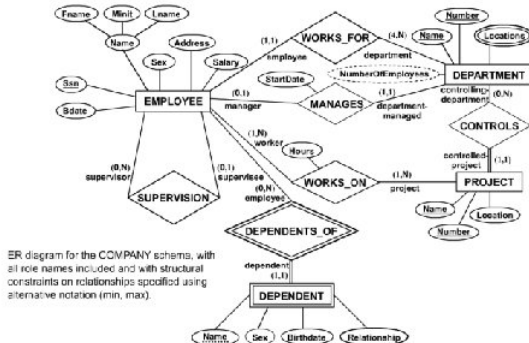 Fname
Minit
Lname
Name
Sex
Address
Salary
Ssn
Bdate
EMPLOYEE
(1,1)
employee
WORKS_FOR
(4,N)
department
Number
Name
Locations
NumberOfEmployees
DEPARTMENT
StartDate
(0,1)
manager
MANAGES
(1,1)
department-
managed
controlling-
department
(0,N)
CONTROLS
controlled-
project
(1,1)
(1,N)
worker
Hours
WORKS_ON
(1,N)
project
PROJECT
Name
Number
Location
(0,N)
supervisor
(0,1)
supervisee
SUPERVISION
(0,N)
employee
DEPENDENTS_OF
dependent
(1,1)
DEPENDENT
Name
Sex
Birthdate
Relationship
ER diagram for the COMPANY schema, with
all role names included and with structural
constraints on relationships specified using
alternative notation (min, max).